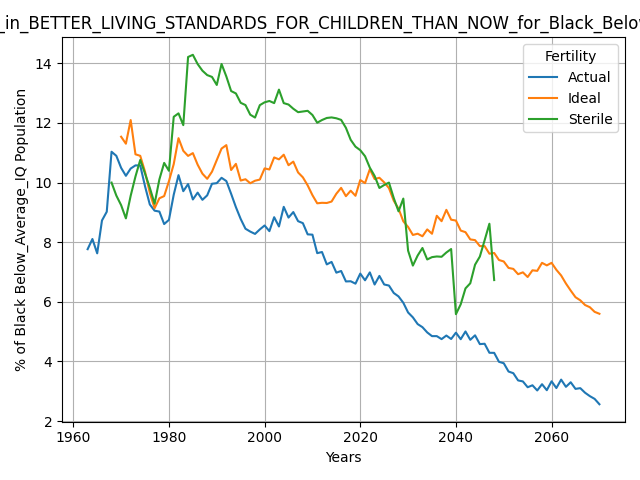 _in_BETTER_LIVING_STANDARDS_FOR_CHILDREN_THAN_NOW_for_Black_Below
Fertility
Actual
Ideal
Sterile
% of Black Below_Average_IQ Population
14
12
10
8
6
4
2
1960 1980 2000 2020 2040 2060
Years